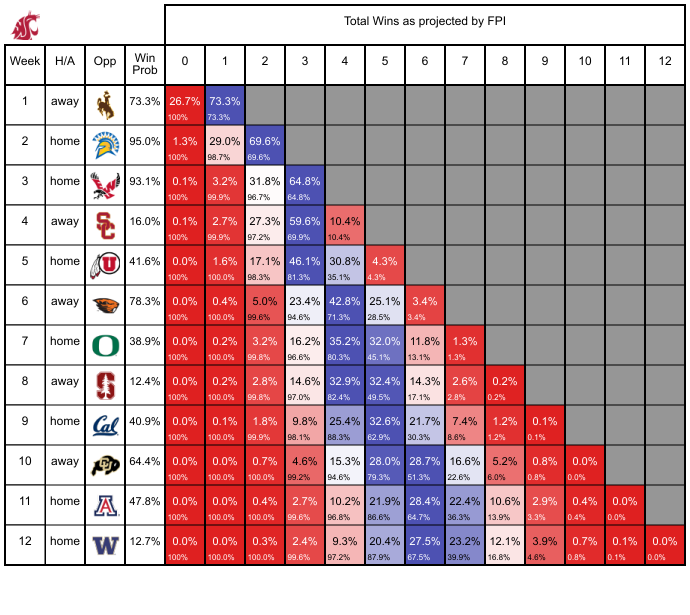 Total Wins as projected by FPI
Week H/A Opp Win Prob 0 1 2 3 4 5 6 7 8 9 10 11 12
1 away 73.3% 26.7% 73.3%
100% 73.3%
2 home 95.0% 1.3% 29.0% 69.6%
100% 98.7% 69.6%
3 home 93.1% 0.1% 3.2% 31.8% 64.8%
100% 99.9% 96.7% 64.8%
4 away SC 16.0% 0.1% 2.7% 27.3% 59.6% 10.4%
100% 99.9% 97.2% 69.9% 10.4%
5 home U 41.6% 0.0% 1.6% 17.1% 46.1% 30.8% 4.3%
100% 100.0% 98.3% 81.3% 35.1% 4.3%
6 away 78.3% 0.0% 0.4% 5.0% 23.4% 42.8% 25.1% 3.4%
100% 100.0% 99.6% 94.6% 71.3% 28.5% 3.4%
7 home O 38.9% 0.0% 0.2% 3.2% 16.2% 35.2% 32.0% 11.8% 1.3%
100% 100.0% 99.8% 96.6% 80.3% 45.1% 13.1% 1.3%
8 away S 12.4% 0.0% 0.2% 2.8% 14.6% 32.9% 32.4% 14.3% 2.6% 0.2%
100% 100.0% 99.8% 97.0% 82.4% 49.5% 17.1% 2.8% 0.2%
9 home Cal 40.9% 0.0% 0.1% 1.8% 9.8% 25.4% 32.6% 21.7% 7.4% 1.2% 0.1%
100% 100.0% 99.9% 98.1% 88.3% 62.9% 30.3% 8.6% 1.2% 0.1%
10 away CU 64.4% 0.0% 0.0% 0.7% 4.6% 15.3% 28.0% 28.7% 16.6% 5.2% 0.8% 0.0%
100% 100.0% 100.0% 99.2% 94.6% 79.3% 51.3% 22.6% 6.0% 0.8% 0.0%
11 home A 47.8% 0.0% 0.0% 0.4% 2.7% 10.2% 21.9% 28.4% 22.4% 10.6% 2.9% 0.4% 0.0%
100% 100.0% 100.0% 99.6% 96.8% 86.6% 64.7% 36.3% 13.9% 3.3% 0.4% 0.0%
12 home W 12.7% 0.0% 0.0% 0.3% 2.4% 9.3% 20.4% 27.5% 23.2% 12.1% 3.9% 0.7% 0.1% 0.0%
100% 100.0% 100.0% 99.6% 97.2% 87.9% 67.5% 39.9% 16.8% 4.6% 0.8% 0.1% 0.0%